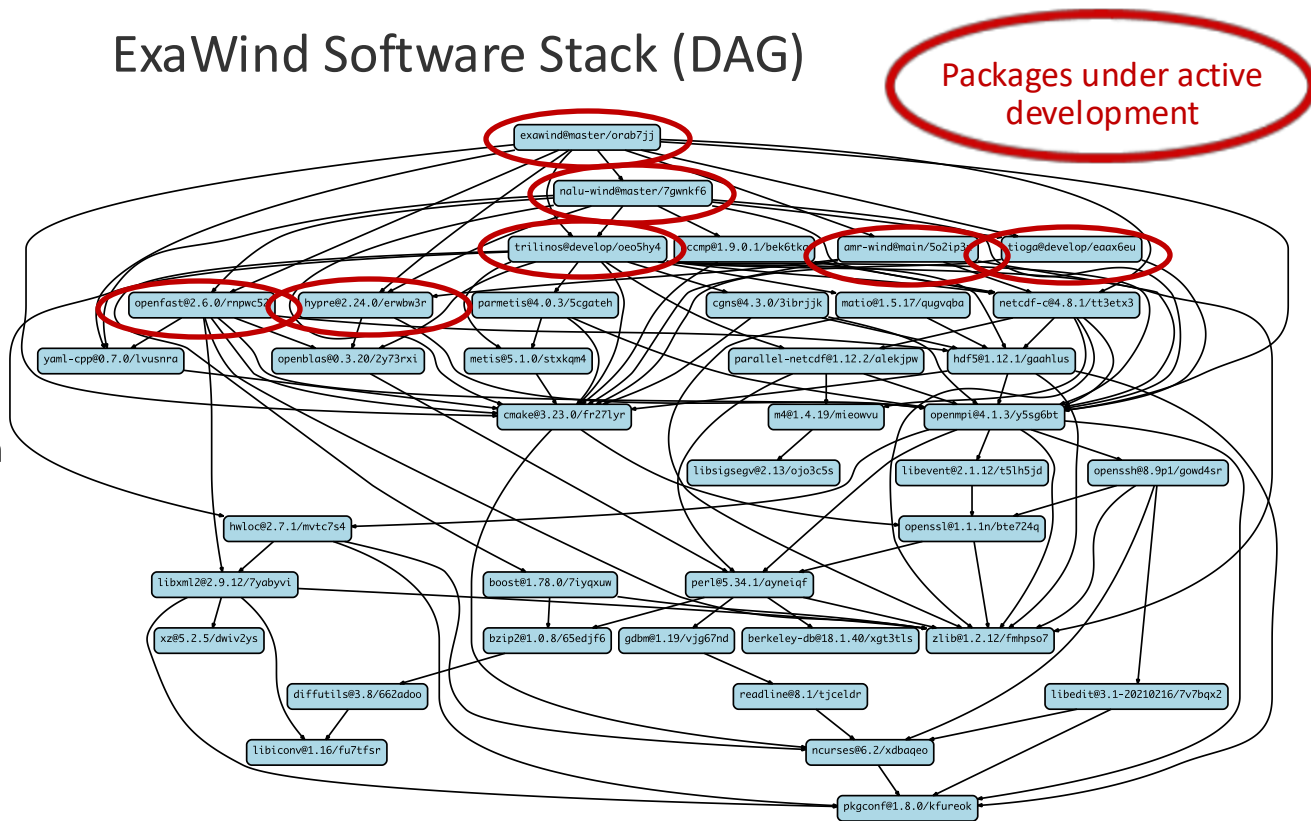 ExaWind Software Stack (DAG)
Packages under active
development
exawind@master/orab7jj
nalu-wind@master/7gwnkf6
trilinos@develop/oeo5hy4
ccmp@1.9.0.1/bek6tka
amr-wind@main/5o2ip3
tioga@develop/eaax6eu
openfast@2.6.0/rnpwc52
hypre@2.24.0/erwbw3r
parmetis@4.0.3/5cgateh
cgns@4.3.0/3ibrjjk
matio@1.5.17/qugvqba
netcdf-c@4.8.1/tt3etx3
yaml-cpp@0.7.0/lvusnra
openblas@0.3.20/2y73rxi
metis@5.1.0/stxkqm4
parallel-netcdf@1.12.2/alekjpw
hdf5@1.12.1/gaahlus
cmake@3.23.0/fr27lyr
m4@1.4.19/mieowvu
openmpi@4.1.3/y5sg6bt
libsigsegv@2.13/ojo3c5s
libevent@2.1.12/t5lh5jd
openssh@8.9p1/gowd4sr
hwloc@2.7.1/mvtc7s4
openssl@1.1.1n/bte724q
libxml2@2.9.12/7yabyvi
boost@1.78.0/7iyqxuw
perl@5.34.1/ayneiqf
xz@5.2.5/dwiv2ys
bzip2@1.0.8/65edjf6
gdbm@1.19/vjg67nd
berkeley-db@18.1.40/xgt3tls
zlib@1.2.12/fmhpso7
diffutils@3.8/662adoo
readline@8.1/tjceldr
libedit@3.1-20210216/7v7bqx2
libiconv@1.16/fu7tfsr
ncurses@6.2/xdbaqeo
pkgconf@1.8.0/kfureok